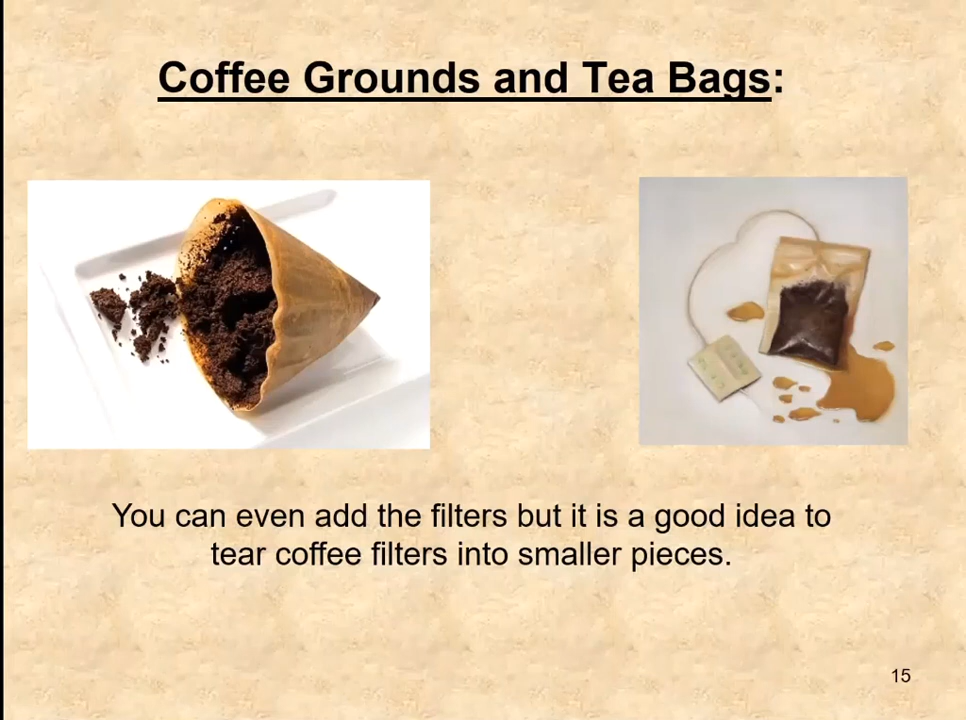 Coffee Grounds and Tea Bags:
You can even add the filters but it is a good idea to
tear coffee filters into smaller pieces.
15